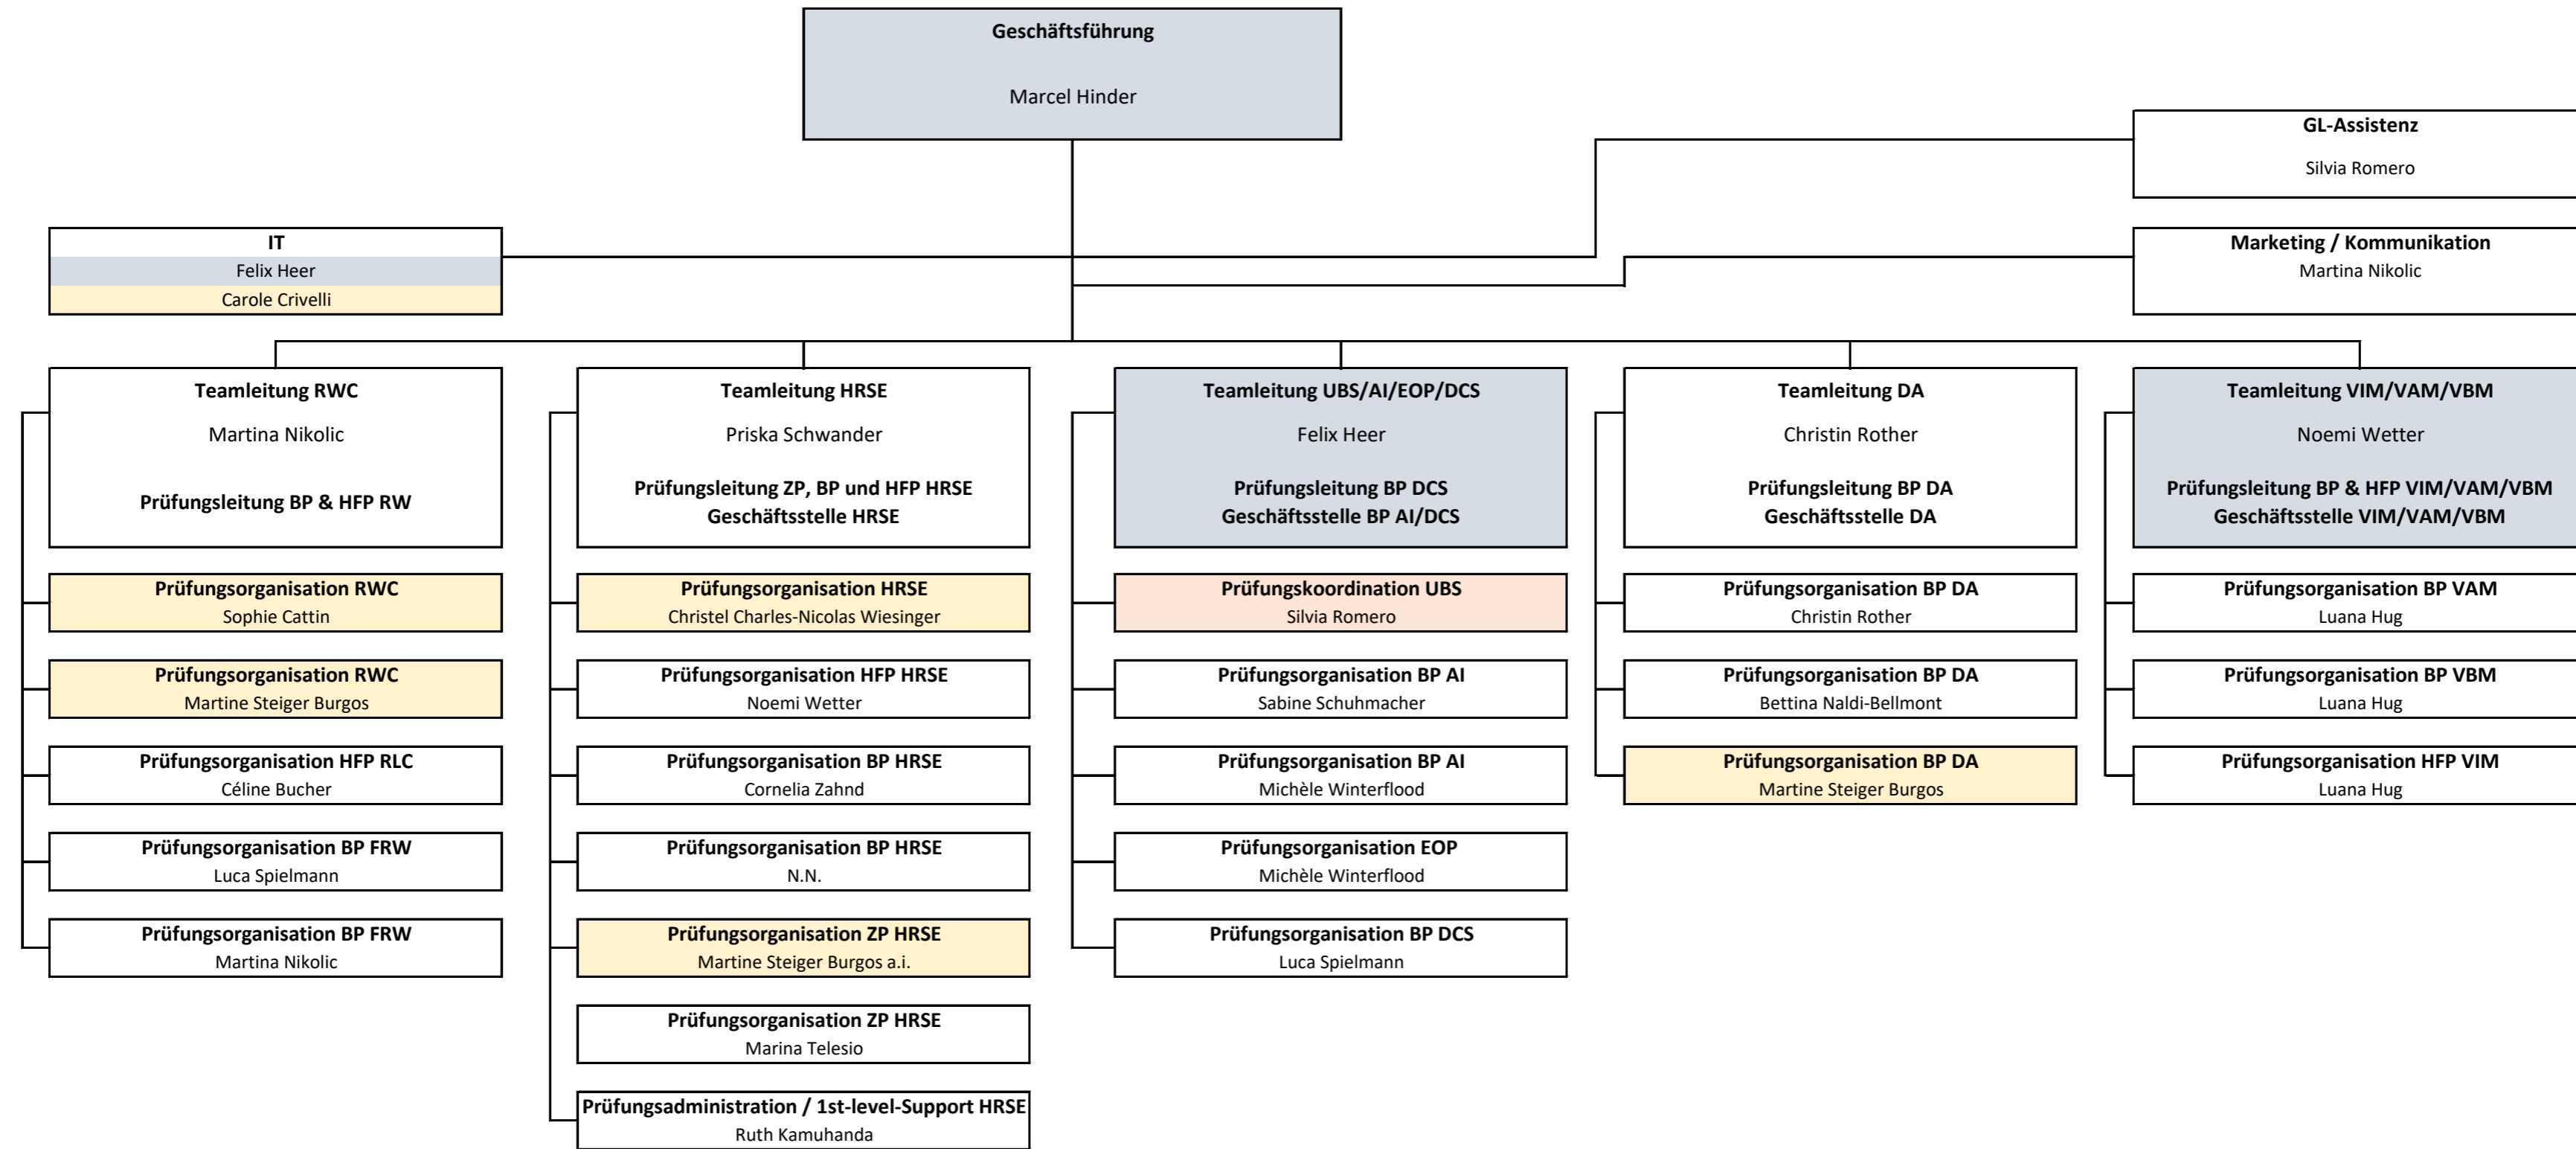 Geschäftsführung
Marcel Hinder
GL-Assistenz
Silvia Romero
IT
Felix Heer
Carole Crivelli
Marketing / Kommunikation
Martina Nikolic
Teamleitung RWC
Martina Nikolic
Prüfungsleitung BP & HFP RW
Prüfungsorganisation RWC
Sophie Cattin
Prüfungsorganisation RWC
Martine Steiger Burgos
Prüfungsorganisation HFP RLC
Céline Bucher
Prüfungsorganisation BP FRW
Luca Spielmann
Prüfungsorganisation BP FRW
Martina Nikolic
Teamleitung HRSE
Priska Schwander
Prüfungsleitung ZP, BP und HFP HRSE
Geschäftsstelle HRSE
Prüfungsorganisation HRSE
Christel Charles-Nicolas Wiesinger
Prüfungsorganisation HFP HRSE
Noemi Wetter
Prüfungsorganisation BP HRSE
Cornelia Zahnd
Prüfungsorganisation BP HRSE
N.N.
Prüfungsorganisation ZP HRSE
Martine Steiger Burgos a.i.
Prüfungsorganisation ZP HRSE
Marina Telesio
Prüfungsadministration / 1st-level-Support HRSE
Ruth Kamuhanda
Teamleitung UBS/AI/EOP/DCS
Felix Heer
Prüfungsleitung BP DCS
Geschäftsstelle BP AI/DCS
Prüfungskoordination UBS
Silvia Romero
Prüfungsorganisation BP AI
Sabine Schuhmacher
Prüfungsorganisation BP AI
Michèle Winterflood
Prüfungsorganisation EOP
Michèle Winterflood
Prüfungsorganisation BP DCS
Luca Spielmann
Teamleitung DA
Christin Rother
Prüfungsleitung BP DA
Geschäftsstelle DA
Prüfungsorganisation BP DA
Christin Rother
Prüfungsorganisation BP DA
Bettina Naldi-Bellmont
Prüfungsorganisation BP DA
Martine Steiger Burgos
Teamleitung VIM/VAM/VBM
Noemi Wetter
Prüfungsleitung BP & HFP VIM/VAM/VBM
Geschäftsstelle VIM/VAM/VBM
Prüfungsorganisation BP VAM
Luana Hug
Prüfungsorganisation BP VBM
Luana Hug
Prüfungsorganisation HFP VIM
Luana Hug